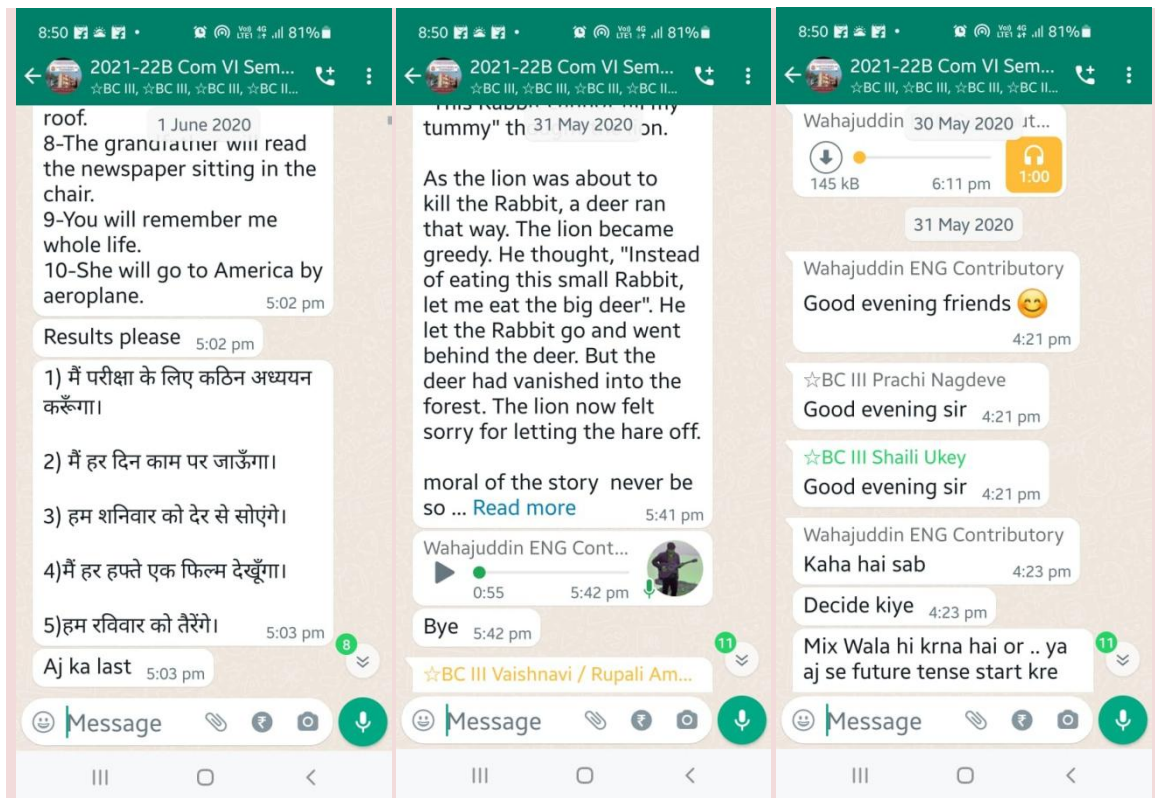 8:50 81%
2021-22B Com VI Sem...
☆BC III, ☆BC III, ☆BC III, ☆BC II...
roof.
1 June 2020
8-The grandfather will read
the newspaper sitting in the
chair.
9-You will remember me
whole life.
10-She will go to America by
aeroplane.
5:02 pm
Results please 5:02 pm
1) मैं परीक्षा के लिए कठिन अध्ययन
करूँगा।
2) मैं हर दिन काम पर जाऊँगा।
3) हम शनिवार को देर से सोएंगे।
4)मैं हर हफ्ते एक फिल्म देखूँगा।
5)हम रविवार को तैरेंगे।
5:03 pm
8
Aj ka last 5:03 pm
Message
8:50 81%
2021-22B Com VI Sem...
☆BC III, ☆BC III, ☆BC III, ☆BC II...
tummy" 31 May 2020 on.
As the lion was about to
kill the Rabbit, a deer ran
that way. The lion became
greedy. He thought, "Instead
of eating this small Rabbit,
let me eat the big deer". He
let the Rabbit go and went
behind the deer. But the
deer had vanished into the
forest. The lion now felt
sorry for letting the hare off.
moral of the story never be
so ... Read more
5:41 pm
Wahajuddin ENG Cont...
0:55 5:42 pm
Bye 5:42 pm
11
☆BC III Vaishnavi / Rupali Am...
Message
8:50 81%
2021-22B Com VI Sem...
☆BC III, ☆BC III, ☆BC III, ☆BC II...
Wahajuddin 30 May 2020
145 kB 6:11 pm 1:00
31 May 2020
Wahajuddin ENG Contributory
Good evening friends 😊
4:21 pm
☆BC III Prachi Nagdeve
Good evening sir 4:21 pm
☆BC III Shaili Ukey
Good evening sir 4:21 pm
Wahajuddin ENG Contributory
Kaha hai sab 4:23 pm
Decide kiye 4:23 pm
Mix Wala hi krna hai or .. ya
aj se future tense start kre
11
Message